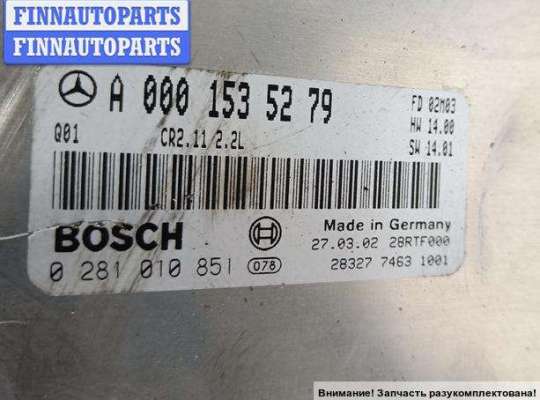 FINNAUTOPARTS
FINNAUTOPARTS
A 000 153 52 79
FD 02M03
Q01 CR2.11/2.2L HW 14.00
SW 14.01
BOSCH
Made in Germany
27.03.02 28RTF000
0 281 010 851 078 28327 7463 1001
Внимание! Запчасть разукомплектована!